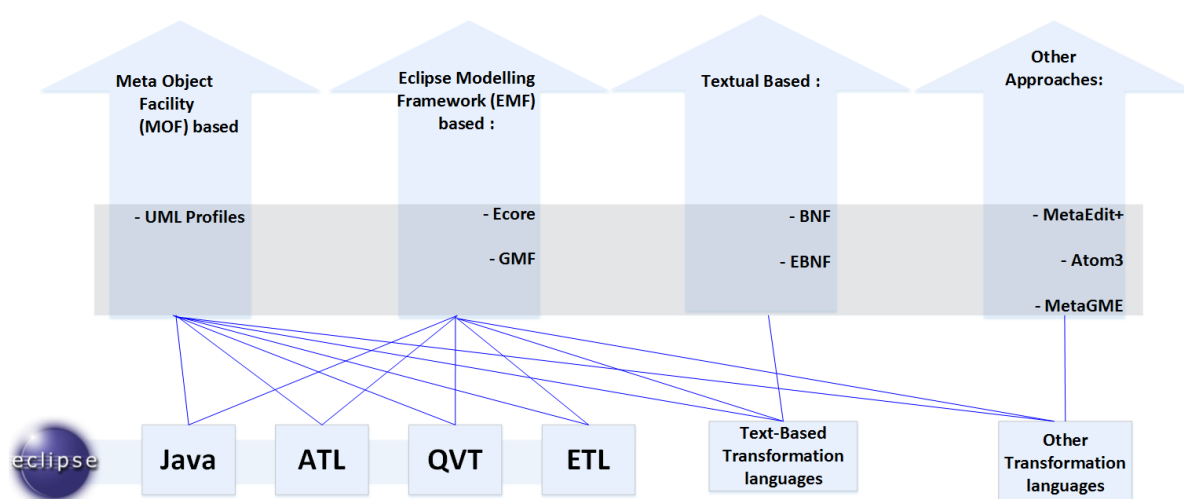 Meta Object
Facility
(MOF) based
Eclipse Modelling
Framework (EMF)
based :
Textual Based :
Other
Approaches:
- UML Profiles
- Ecore
- GMF
- BNF
- EBNF
- MetaEdit+
- Atom3
- MetaGME
eclipse
Java
ATL
QVT
ETL
Text-Based
Transformation
languages
Other
Transformation
languages